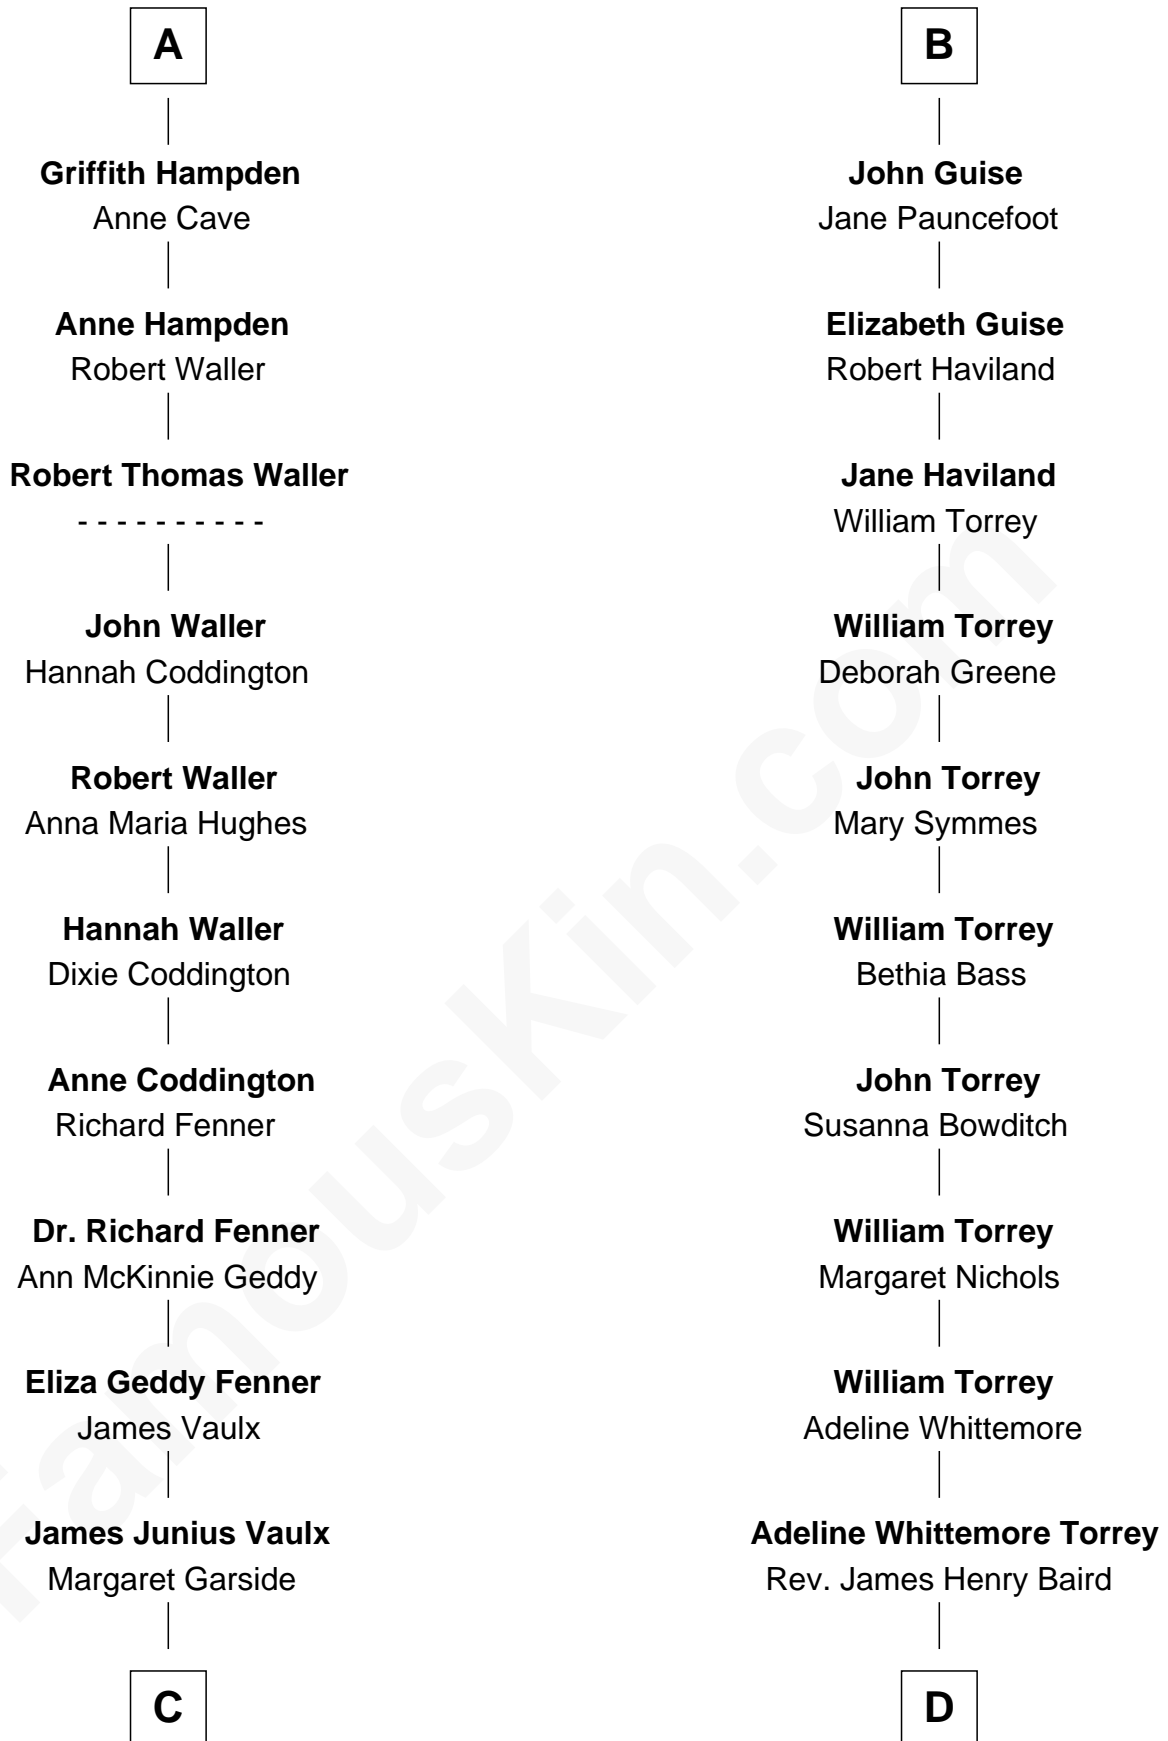 A
Griffith Hampden
Anne Cave
Anne Hampden
Robert Waller
Robert Thomas Waller
- - - - - - - - - -
John Waller
Hannah Coddington
Robert Waller
Anna Maria Hughes
Hannah Waller
Dixie Coddington
Anne Coddington
Richard Fenner
Dr. Richard Fenner
Ann McKinnie Geddy
Eliza Geddy Fenner
James Vaulx
James Junius Vaulx
Margaret Garside
C
B
John Guise
Jane Pauncefoot
Elizabeth Guise
Robert Haviland
Jane Haviland
William Torrey
William Torrey
Deborah Greene
John Torrey
Mary Symmes
William Torrey
Bethia Bass
John Torrey
Susanna Bowditch
William Torrey
Margaret Nichols
William Torrey
Adeline Whittemore
Adeline Whittemore Torrey
Rev. James Henry Baird
D
FamousKin.com